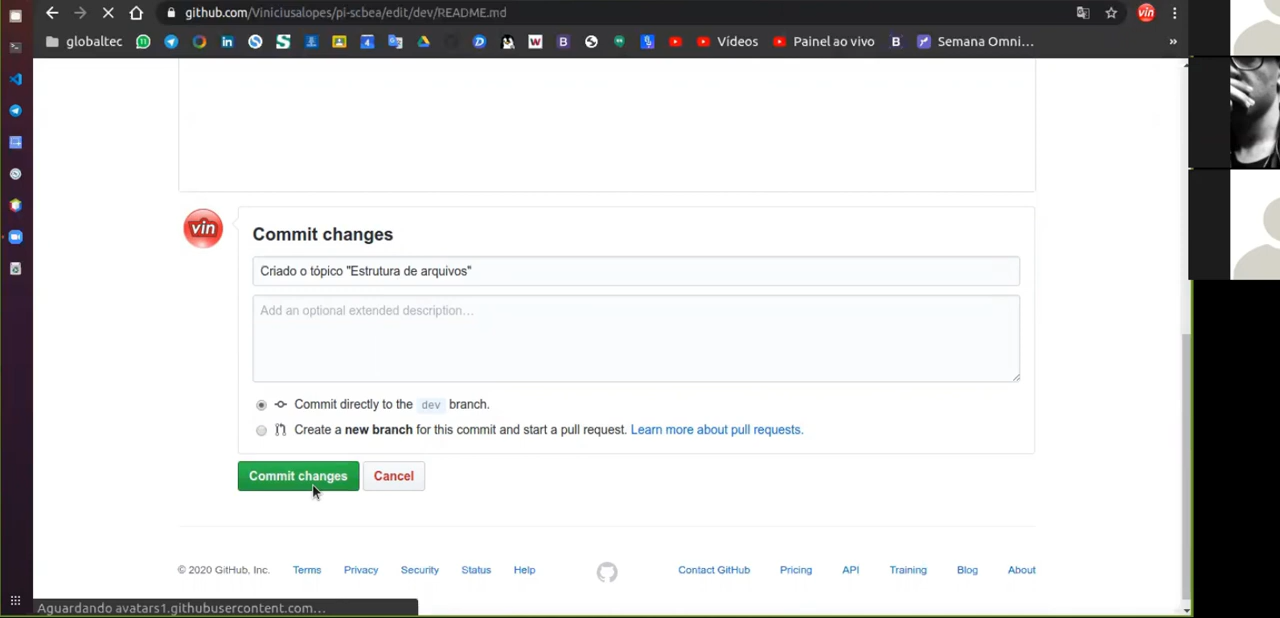 github.com/Viniciusalopes/pi-scbea/edit/dev/README.md
vin
globaltec
Vídeos
Painel ao vivo
Semana Omni...
»
vin
Commit changes
Criado o tópico "Estrutura de arquivos"
Add an optional extended description...
Commit directly to the dev branch.
Create a new branch for this commit and start a pull request. Learn more about pull requests.
Commit changes
Cancel
© 2020 GitHub, Inc.
Terms
Privacy
Security
Status
Help
Contact GitHub
Pricing
API
Training
Blog
About
Aguardando avatars1.githubusercontent.com...